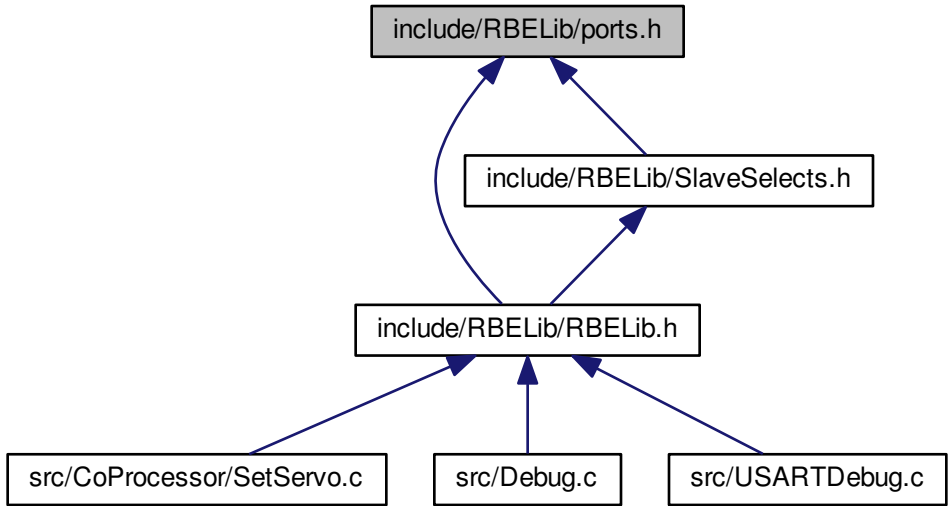 include/RBELib/ports.h
include/RBELib/SlaveSelects.h
include/RBELib/RBELib.h
src/CoProcessor/SetServo.c
src/Debug.c
src/USARTDebug.c